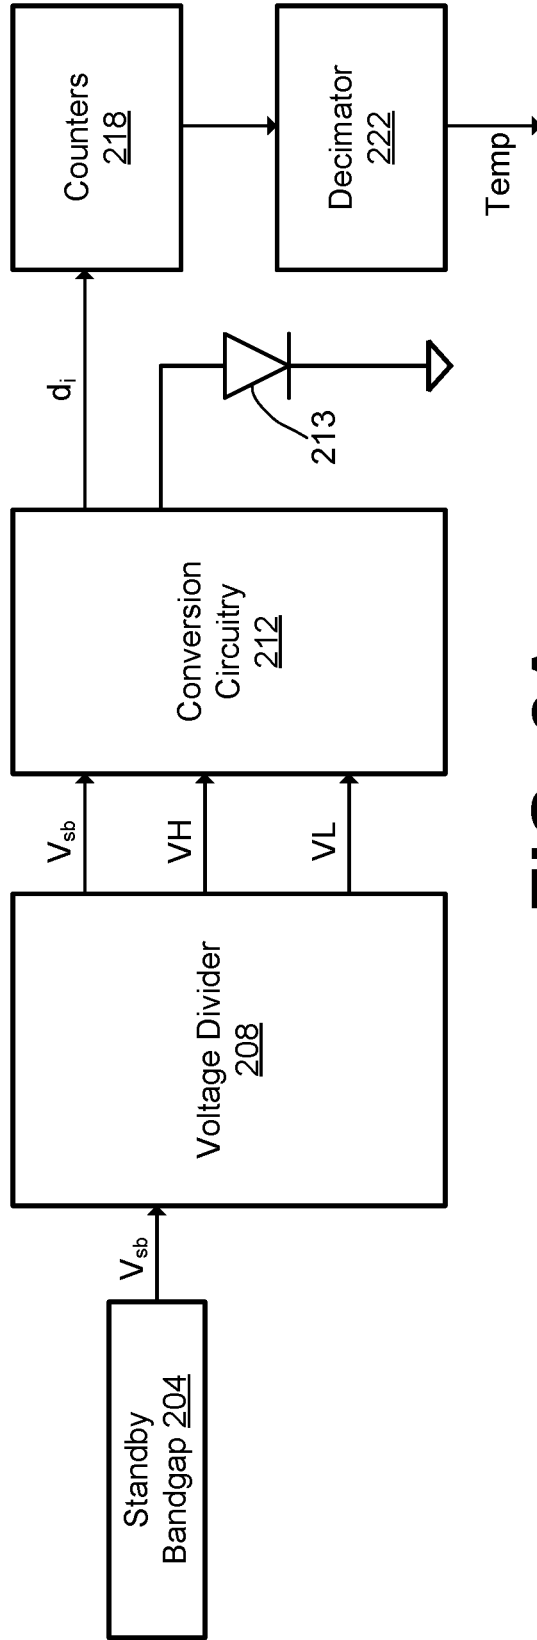 Standby
Bandgap 204
Vsb
Voltage Divider
208
Vsb
VH
VL
Conversion
Circuitry
212
di
213
Counters
218
Decimator
222
Temp